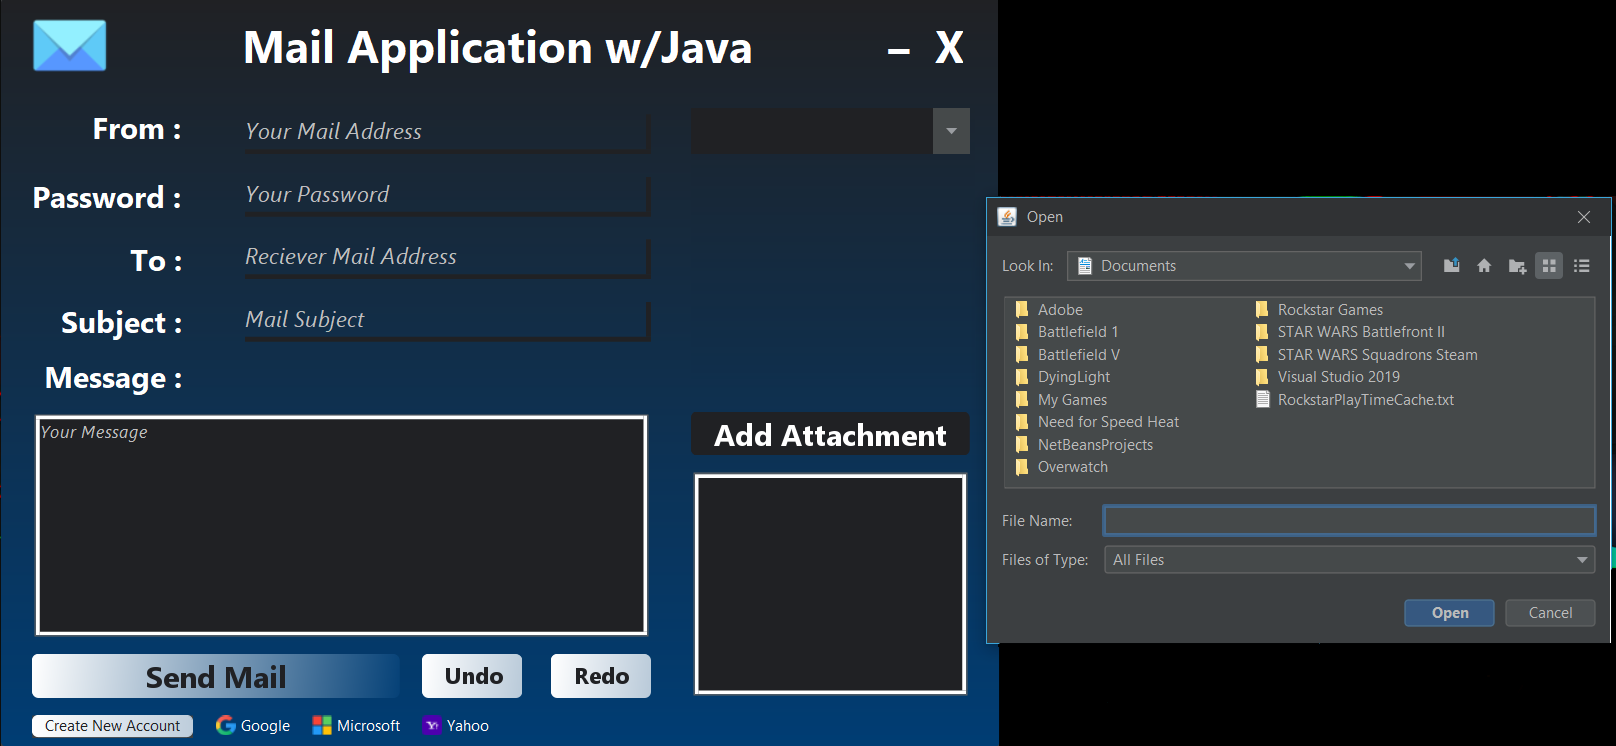 Mail Application w/Java
– X
From :
Your Mail Address
Password :
Your Password
To :
Reciever Mail Address
Subject :
Mail Subject
Message :
Your Message
Add Attachment
Send Mail
Undo
Redo
Create New Account
Google
Microsoft
Yahoo
Open
Look In:
Documents
Adobe
Battlefield 1
Battlefield V
DyingLight
My Games
Need for Speed Heat
NetBeansProjects
Overwatch
Rockstar Games
STAR WARS Battlefront II
STAR WARS Squadrons Steam
Visual Studio 2019
RockstarPlayTimeCache.txt
File Name:
Files of Type:
All Files
Open
Cancel